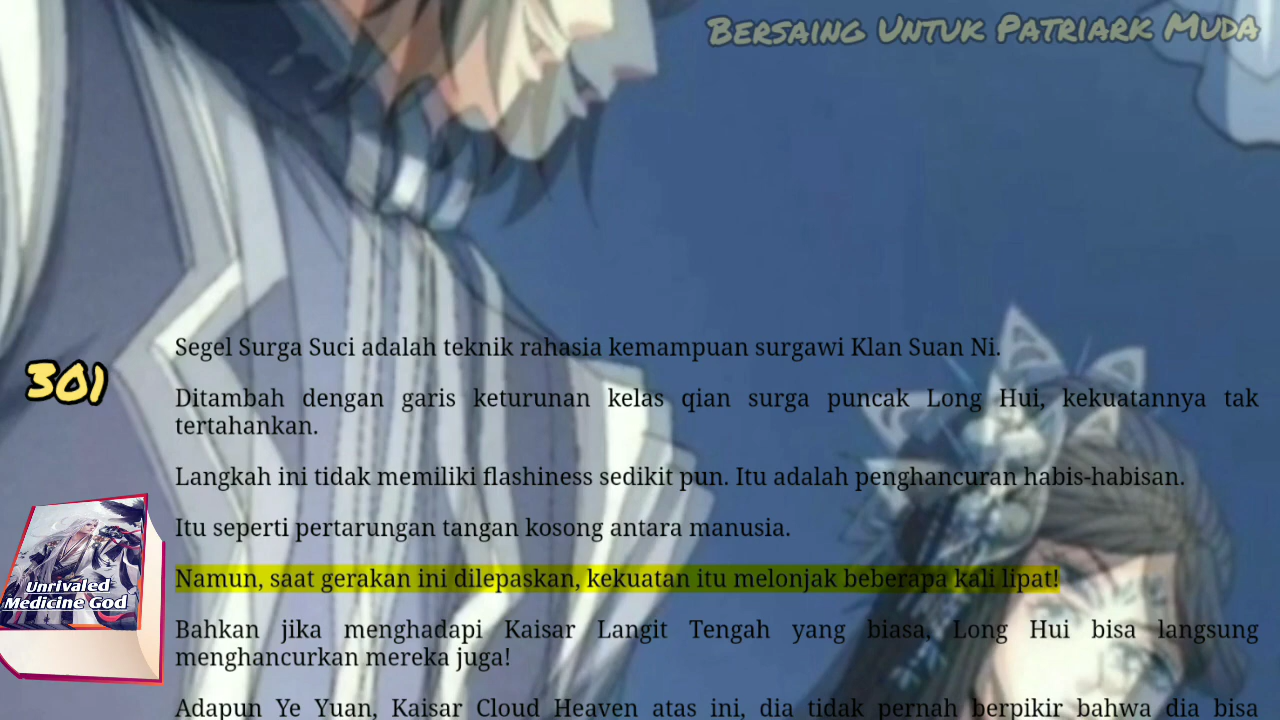 Bersaing Untuk Patriark Muda
Segel Surga Suci adalah teknik rahasia kemampuan surgawi Klan Suan Ni.
301
Ditambah dengan garis keturunan kelas qian surga puncak Long Hui, kekuatannya tak
tertahankan.
Langkah ini tidak memiliki flashiness sedikit pun. Itu adalah penghancuran habis-habisan.
Itu seperti pertarungan tangan kosong antara manusia.
Namun, saat gerakan ini dilepaskan, kekuatan itu melonjak beberapa kali lipat!
Unrivaled
Medicine God
Bahkan jika menghadapi Kaisar Langit Tengah yang biasa, Long Hui bisa langsung
menghancurkan mereka juga!
Adapun Ye Yuan, Kaisar Cloud Heaven atas ini, dia tidak pernah berpikir bahwa dia bisa